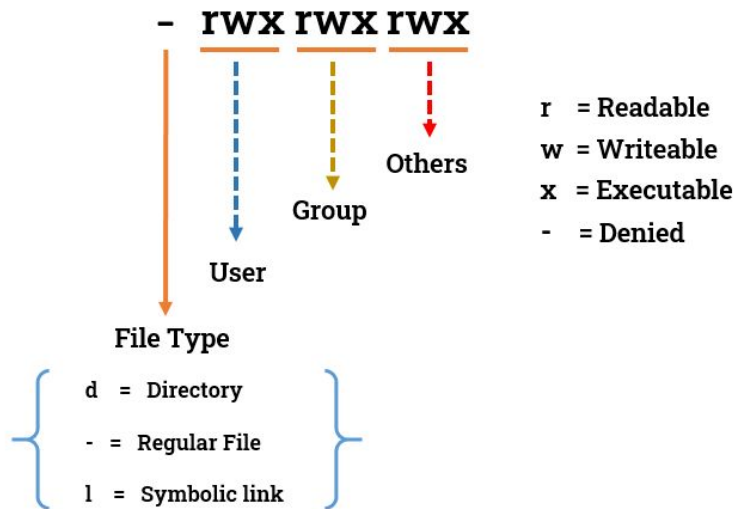 - rwx rwx rwx
r = Readable
w = Writeable
x = Executable
- = Denied
Others
Group
User
File Type
d = Directory
- = Regular File
l = Symbolic link